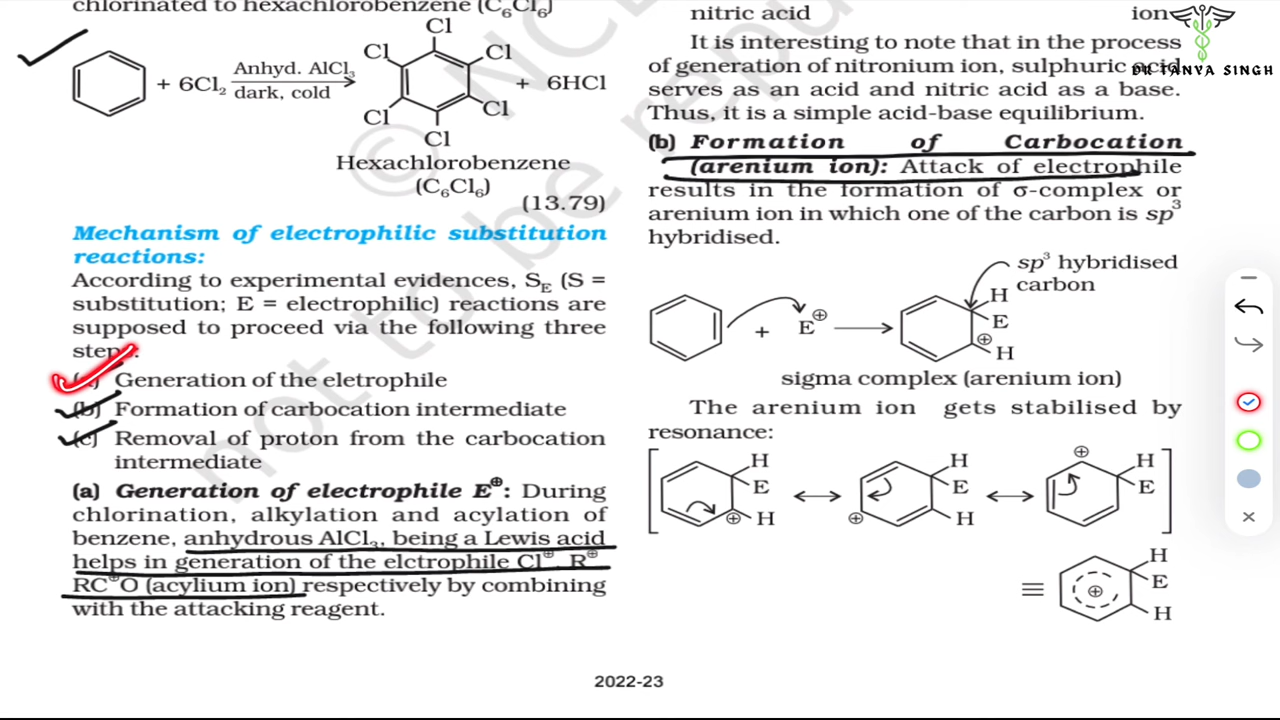 chlorinated to hexachlorobenzene (C₆Cl₆)
Cl
Cl
Cl
+ 6Cl₂
Anhyd. AlCl₃
dark, cold
+ 6HCl
Cl
Cl
Cl
Hexachlorobenzene
(C₆Cl₆)
(13.79)
Mechanism of electrophilic substitution
reactions:
According to experimental evidences, S_E (S =
substitution; E = electrophilic) reactions are
supposed to proceed via the following three
steps:
(a) Generation of the eletrophile
(b) Formation of carbocation intermediate
(c) Removal of proton from the carbocation
intermediate
(a) Generation of electrophile E⊕: During
chlorination, alkylation and acylation of
benzene, anhydrous AlCl₃, being a Lewis acid
helps in generation of the elctrophile Cl⊕, R⊕,
RC⊕O (acylium ion) respectively by combining
with the attacking reagent.
nitric acid ion
It is interesting to note that in the process
of generation of nitronium ion, sulphuric acid
serves as an acid and nitric acid as a base.
Thus, it is a simple acid-base equilibrium.
(b) Formation of Carbocation
(arenium ion): Attack of electrophile
results in the formation of σ-complex or
arenium ion in which one of the carbon is sp³
hybridised.
sp³ hybridised
carbon
+ E⊕
H
E
⊕
H
sigma complex (arenium ion)
The arenium ion gets stabilised by
resonance:
H
E
⊕ H
H
E
⊕ H
⊕
H
E
≡
H
E
⊕
H
2022-23
DR TANYA SINGH